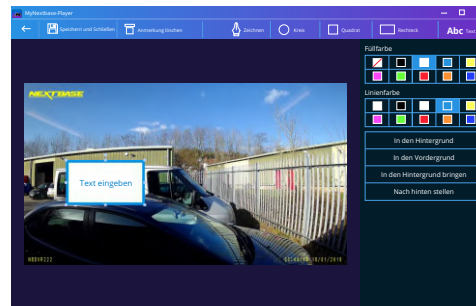 MyNextbase-Player
Speichern und Schließen
Anmerkung löschen
Zeichnen
Kreis
Quadrat
Rechteck
Abc Text
Füllfarbe
Linienfarbe
In den Hintergrund
In den Vordergrund
In den Hintergrund bringen
Nach hinten stellen
NEXTBASE
Text eingeben